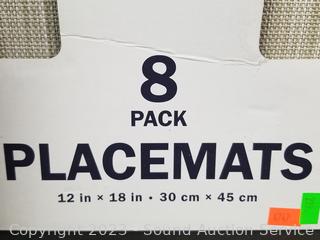 8
PACK
PLACEMATS
12 in × 18 in • 30 cm × 45 cm
Copyright 2023 - Sound Auction Service